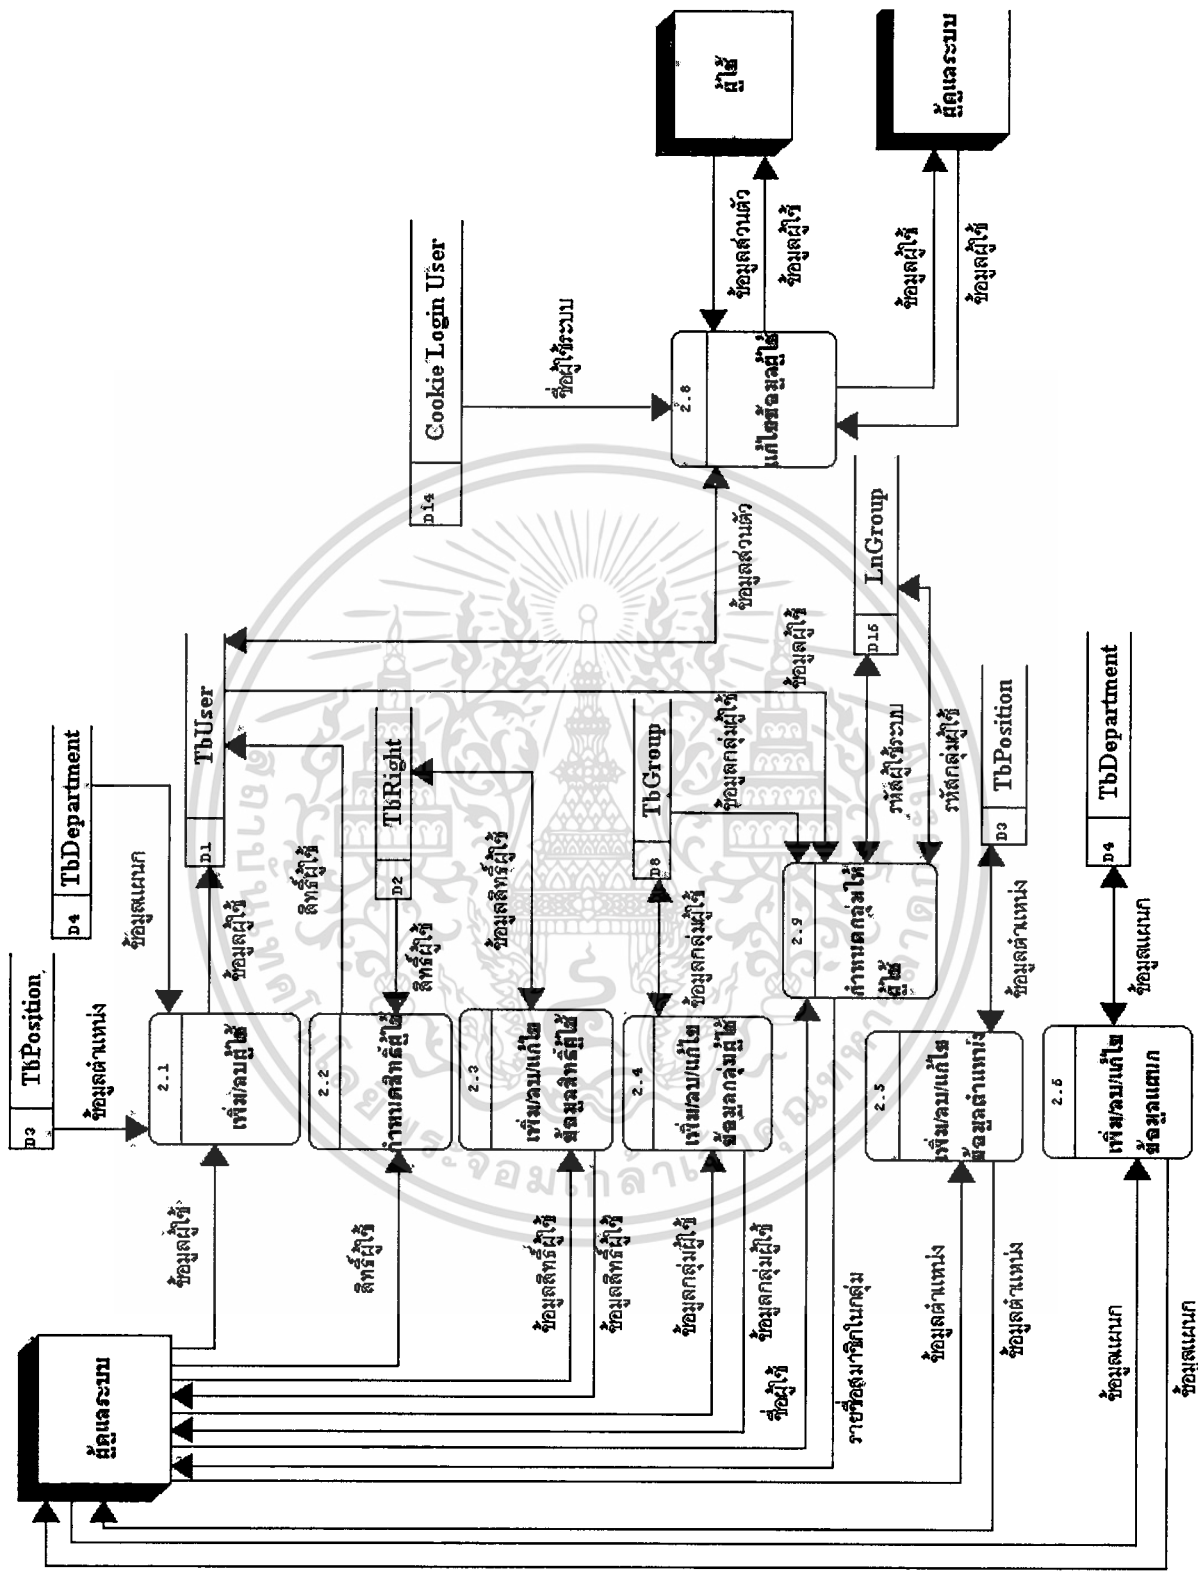 ผู้ดูแลระบบ
D3 TbPosition
D4 TbDepartment
ข้อมูลตำแหน่ง
ข้อมูลแผนก
ข้อมูลผู้ใช้
2.1
เพิ่ม/ลบผู้ใช้
ข้อมูลผู้ใช้
D1 TbUser
สิทธิ์ผู้ใช้
2.2
กำหนดสิทธิ์ผู้ใช้
สิทธิ์ผู้ใช้
สิทธิ์ผู้ใช้
D2 TbRight
ข้อมูลสิทธิ์ผู้ใช้
ข้อมูลสิทธิ์ผู้ใช้
2.3
เพิ่ม/ลบ/แก้ไข
ข้อมูลสิทธิ์ผู้ใช้
ข้อมูลสิทธิ์ผู้ใช้
ข้อมูลกลุ่มผู้ใช้
ข้อมูลกลุ่มผู้ใช้
2.4
เพิ่ม/ลบ/แก้ไข
ข้อมูลกลุ่มผู้ใช้
ข้อมูลกลุ่มผู้ใช้
D8 TbGroup
ข้อมูลกลุ่มผู้ใช้
ข้อมูลผู้ใช้
ชื่อผู้ใช้
รายชื่อสมาชิกในกลุ่ม
2.9
กำหนดกลุ่มให้
ผู้ใช้
รหัสผู้ใช้ระบบ
รหัสกลุ่มผู้ใช้
D15 LnGroup
ข้อมูลตำแหน่ง
ข้อมูลตำแหน่ง
2.5
เพิ่ม/ลบ/แก้ไข
ข้อมูลตำแหน่ง
ข้อมูลตำแหน่ง
D3 TbPosition
ข้อมูลแผนก
ข้อมูลแผนก
2.6
เพิ่ม/ลบ/แก้ไข
ข้อมูลแผนก
ข้อมูลแผนก
D4 TbDepartment
D14 Cookie Login User
ชื่อผู้ใช้ระบบ
ข้อมูลส่วนตัว
2.8
แก้ไขข้อมูลผู้ใช้
ข้อมูลส่วนตัว
ข้อมูลผู้ใช้
ผู้ใช้
ข้อมูลผู้ใช้
ข้อมูลผู้ใช้
ผู้ดูแลระบบ